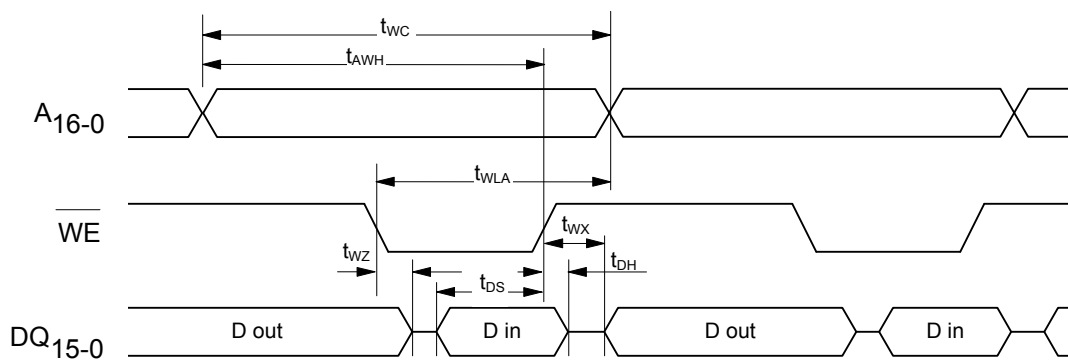 tWC
tAWH
A16-0
tWLA
WE
tWX
tWZ
tDH
tDS
DQ15-0
D out
D in
D out
D in